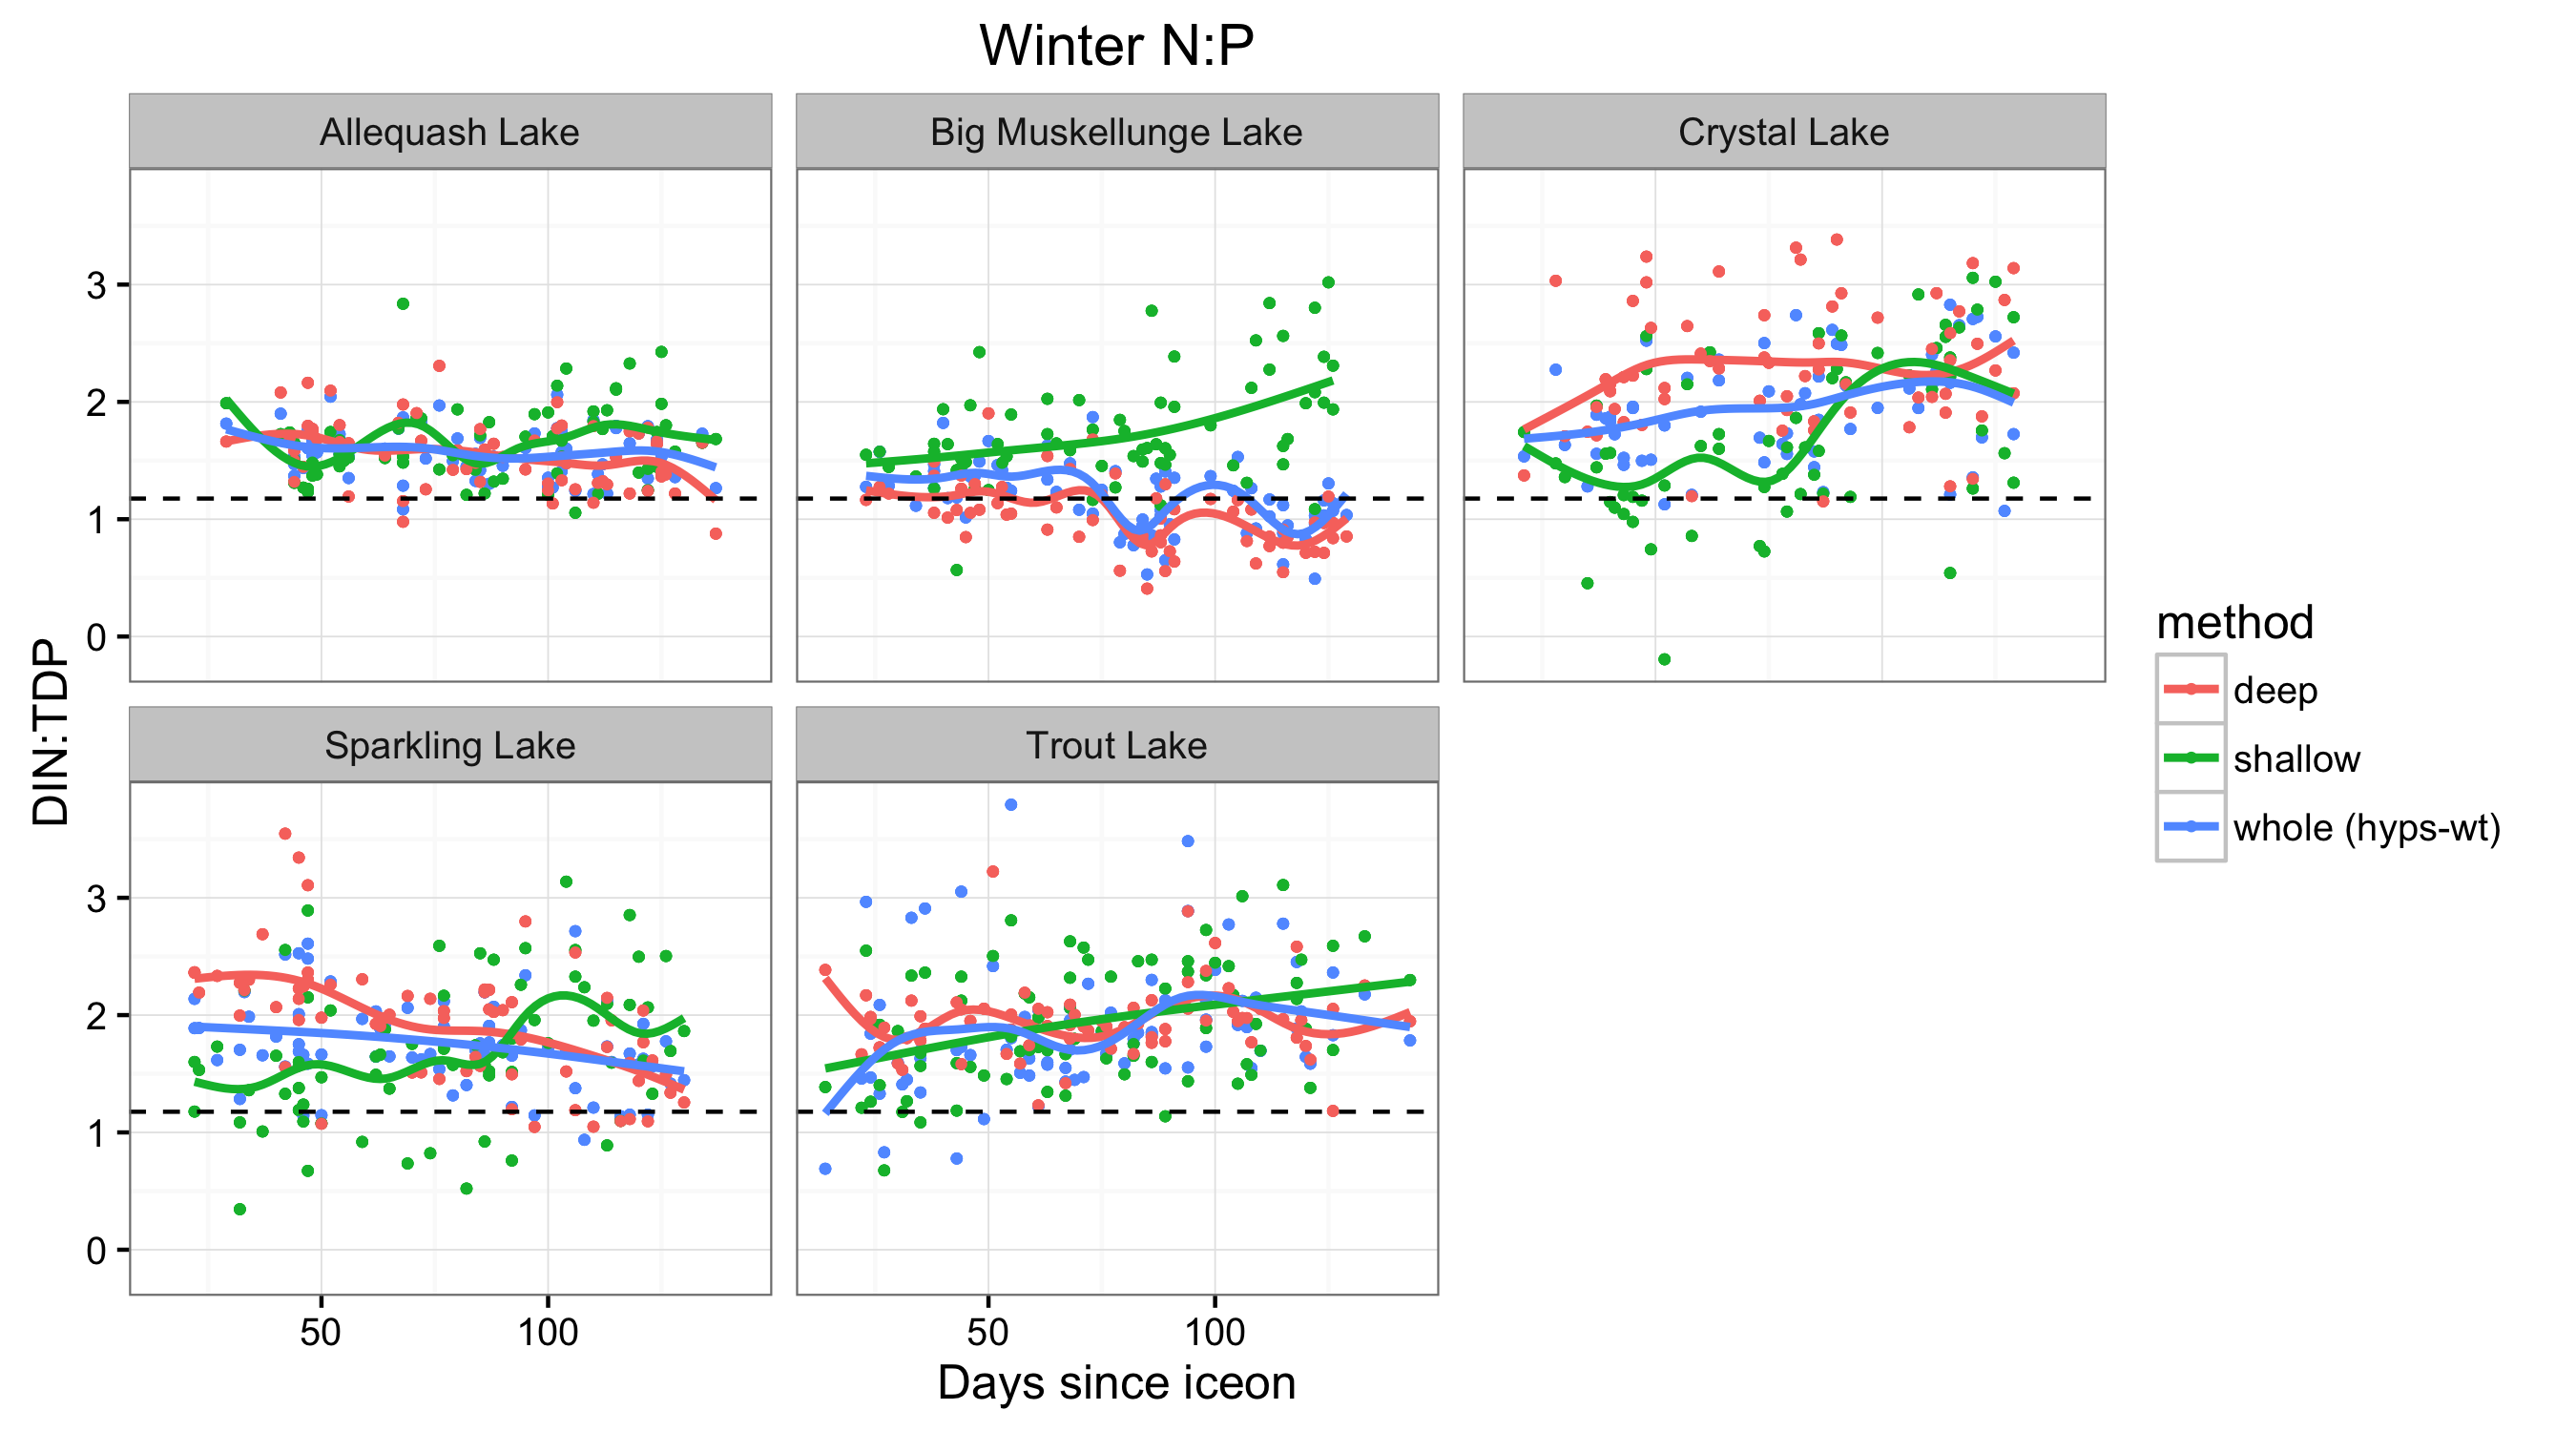 Winter N:P
Allequash Lake
Big Muskellunge Lake
Crystal Lake
3
2
1
0
DIN:TDP
Sparkling Lake
Trout Lake
3
2
1
0
50
100
50
100
Days since iceon
method
deep
shallow
whole (hyps-wt)